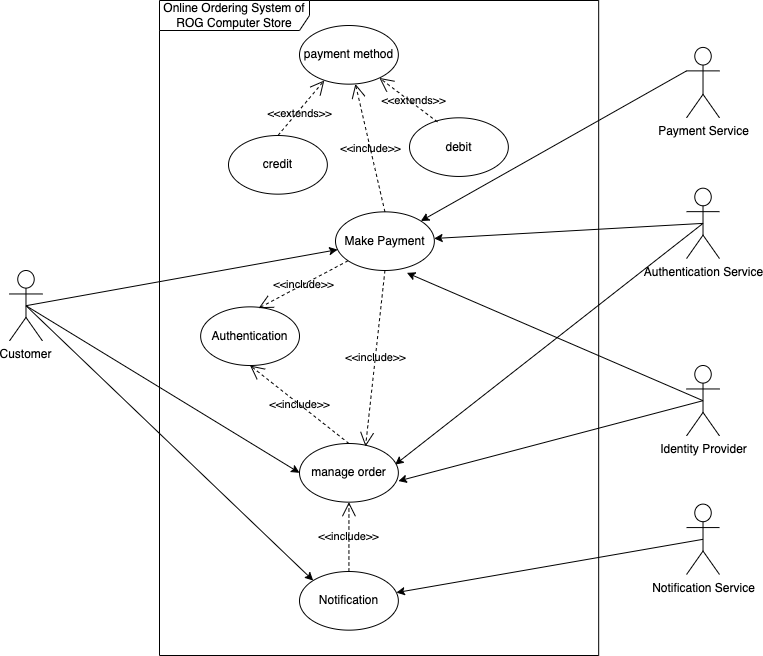 Online Ordering System of
ROG Computer Store
payment method
<<extends>>
<<extends>>
<<include>>
credit
debit
Payment Service
Make Payment
Authentication Service
<<include>>
Authentication
Customer
<<include>>
<<include>>
Identity Provider
manage order
<<include>>
Notification
Notification Service